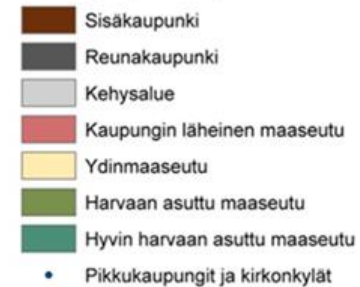 Sisäkaupunki
Reunakaupunki
Kehysalue
Kaupungin läheinen maaseutu
Ydinmaaseutu
Harvaan asuttu maaseutu
Hyvin harvaan asuttu maaseutu
Pikkukaupungit ja kirkonkylät